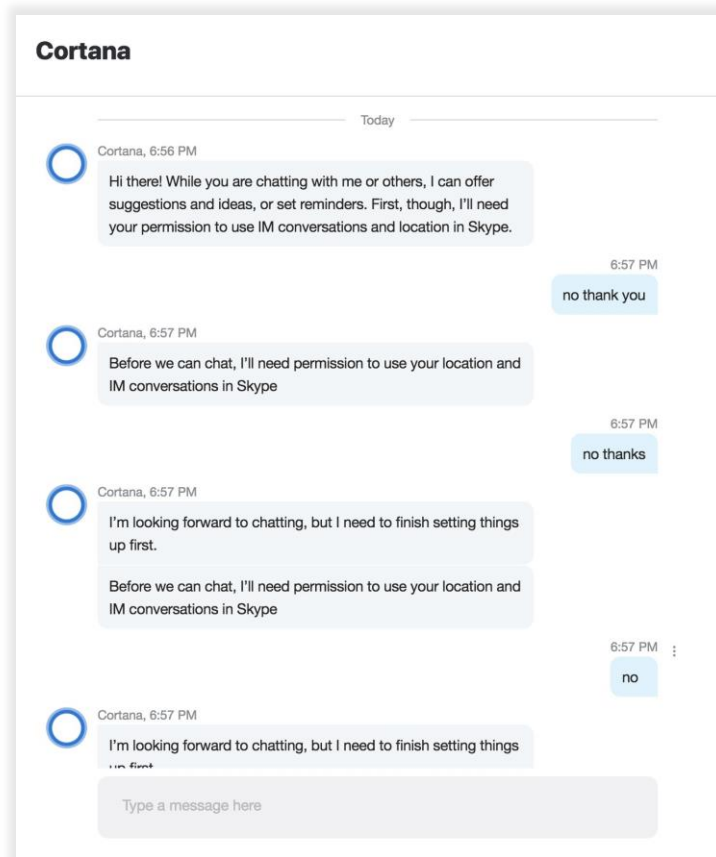 Cortana
Today
Cortana, 6:56 PM
Hi there! While you are chatting with me or others, I can offer
suggestions and ideas, or set reminders. First, though, I'll need
your permission to use IM conversations and location in Skype.
6:57 PM
no thank you
Cortana, 6:57 PM
Before we can chat, I'll need permission to use your location and
IM conversations in Skype
6:57 PM
no thanks
Cortana, 6:57 PM
I'm looking forward to chatting, but I need to finish setting things
up first.
Before we can chat, I'll need permission to use your location and
IM conversations in Skype
6:57 PM
no
Cortana, 6:57 PM
I'm looking forward to chatting, but I need to finish setting things
up first
Type a message here